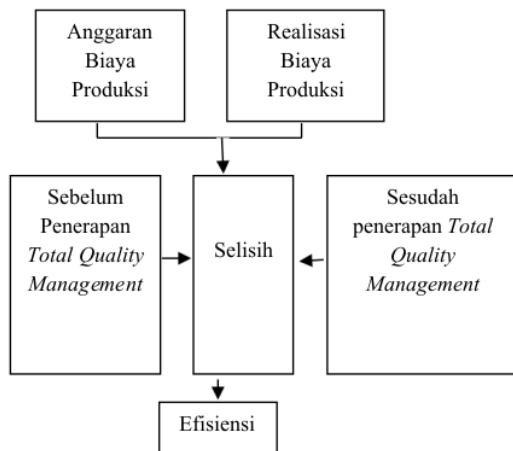 Anggaran
Biaya
Produksi
Realisasi
Biaya
Produksi
Sebelum
Penerapan
Total Quality
Management
Selisih
Sesudah
penerapan Total
Quality
Management
Efisiensi